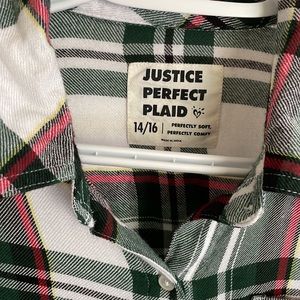 JUSTICE
PERFECT
PLAID
14/16
PERFECTLY SOFT,
PERFECTLY COMFY